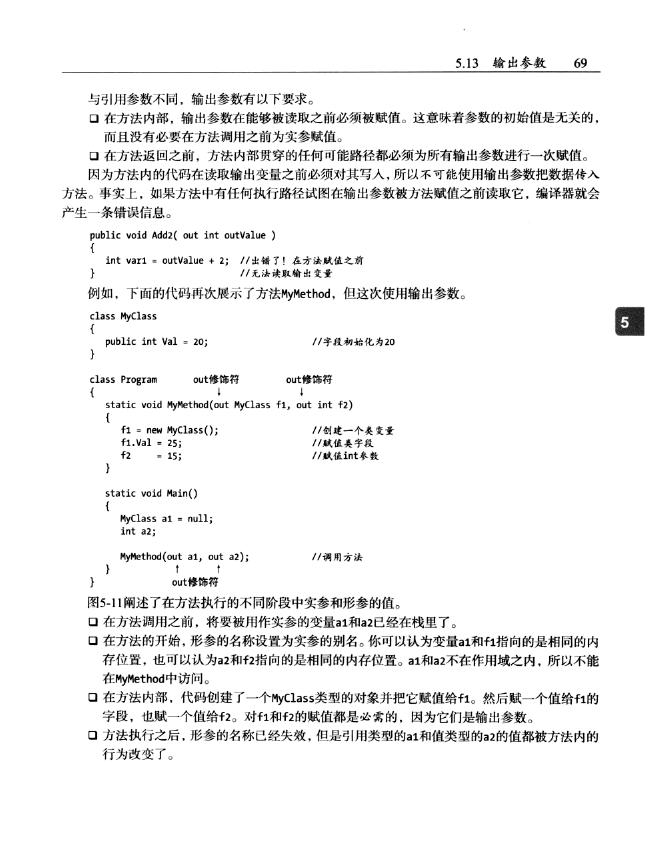 5.13 输出参数 69
与引用参数不同，输出参数有以下要求。
❑ 在方法内部，输出参数在能够被读取之前必须被赋值。这意味着参数的初始值是无关的，
而且没有必要在方法调用之前为实参赋值。
❑ 在方法返回之前，方法内部贯穿的任何可能路径都必须为所有输出参数进行一次赋值。
因为方法内的代码在读取输出变量之前必须对其写入，所以不可能使用输出参数把数据传入
方法。事实上，如果方法中有任何执行路径试图在输出参数被方法赋值之前读取它，编译器就会
产生一条错误信息。
public void Add2( out int outValue )
{
int var1 = outValue + 2; //出错了！在方法赋值之前
} //无法读取输出变量
例如，下面的代码再次展示了方法MyMethod，但这次使用输出参数。
class MyClass
{
5
public int Val = 20; //字段初始化为20
}
class Program out修饰符 out修饰符
{ ↓ ↓
static void MyMethod(out MyClass f1, out int f2)
{
f1 = new MyClass(); //创建一个类变量
f1.Val = 25; //赋值类字段
f2 = 15; //赋值int参数
}
static void Main()
{
MyClass a1 = null;
int a2;
MyMethod(out a1, out a2); //调用方法
} ↑ ↑
} out修饰符
图5-11阐述了在方法执行的不同阶段中实参和形参的值。
❑ 在方法调用之前，将要被用作实参的变量a1和a2已经在栈里了。
❑ 在方法的开始，形参的名称设置为实参的别名。你可以认为变量a1和f1指向的是相同的内
存位置，也可以认为a2和f2指向的是相同的内存位置。a1和a2不在作用域之内，所以不能
在MyMethod中访问。
❑ 在方法内部，代码创建了一个MyClass类型的对象并把它赋值给f1。然后赋一个值给f1的
字段，也赋一个值给f2。对f1和f2的赋值都是必需的，因为它们是输出参数。
❑ 方法执行之后，形参的名称已经失效，但是引用类型的a1和值类型的a2的值都被方法内的
行为改变了。